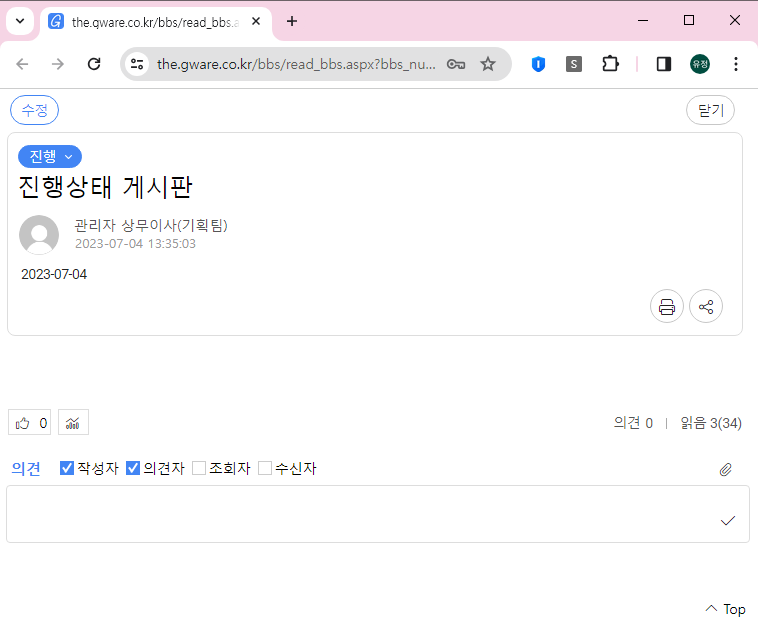 the.gware.co.kr/bbs/read_bbs.a
the.gware.co.kr/bbs/read_bbs.aspx?bbs_nu...
S
유정
수정
닫기
진행
진행상태 게시판
관리자 상무이사(기획팀)
2023-07-04 13:35:03
2023-07-04
0
의견 0 | 읽음 3(34)
의견 작성자 의견자 조회자 수신자
Top